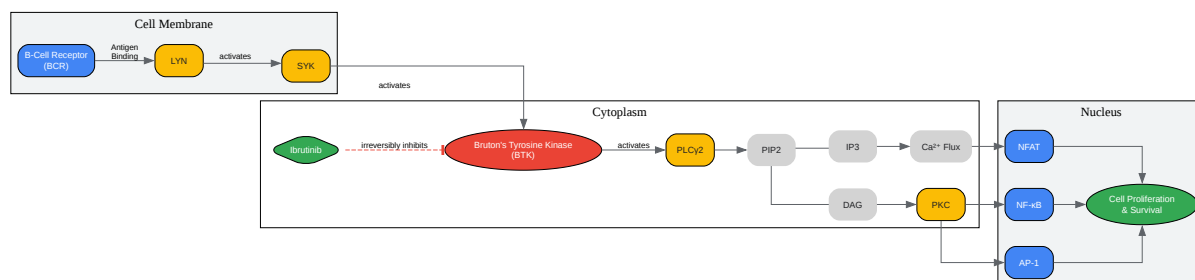 Cell Membrane
B-Cell Receptor
(BCR)
Antigen
Binding
LYN
activates
SYK
activates
Cytoplasm
Ibrutinib
irreversibly inhibits
Bruton's Tyrosine Kinase
(BTK)
activates
PLCγ2
PIP2
IP3
Ca²⁺ Flux
DAG
PKC
Nucleus
NFAT
NF-κB
AP-1
Cell Proliferation
& Survival